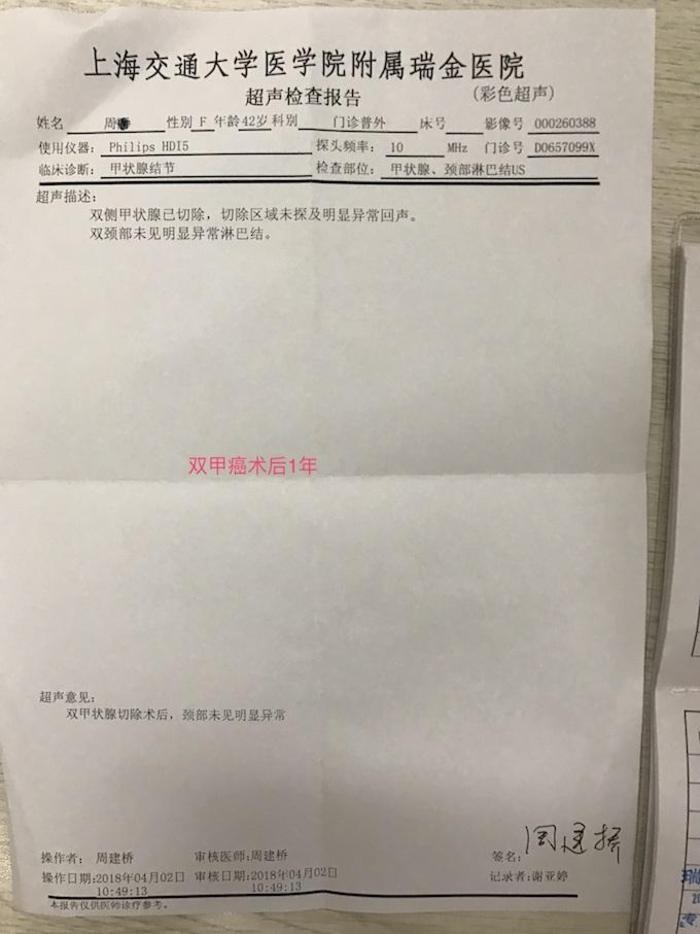 上海交通大学医学院附属瑞金医院
超声检查报告 (彩色超声)
姓名 周 性别 F 年龄42岁 科别 门诊普外 床号 影像号 000260388
使用仪器: Philips HDI5 探头频率: 10 MHz 门诊号 D0657099X
临床诊断: 甲状腺结节 检查部位: 甲状腺、颈部淋巴结US
超声描述:
双侧甲状腺已切除，切除区域未探及明显异常回声。
双颈部未见明显异常淋巴结。
双甲癌术后1年
超声意见:
双甲状腺切除术后，颈部未见明显异常
操作者: 周建桥 审核医师:周建桥 签名: 周建桥
操作日期:2018年04月02日 审核日期:2018年04月02日 记录者:谢亚婷
10:49:13 10:49:13
本报告仅供医师诊疗参考。